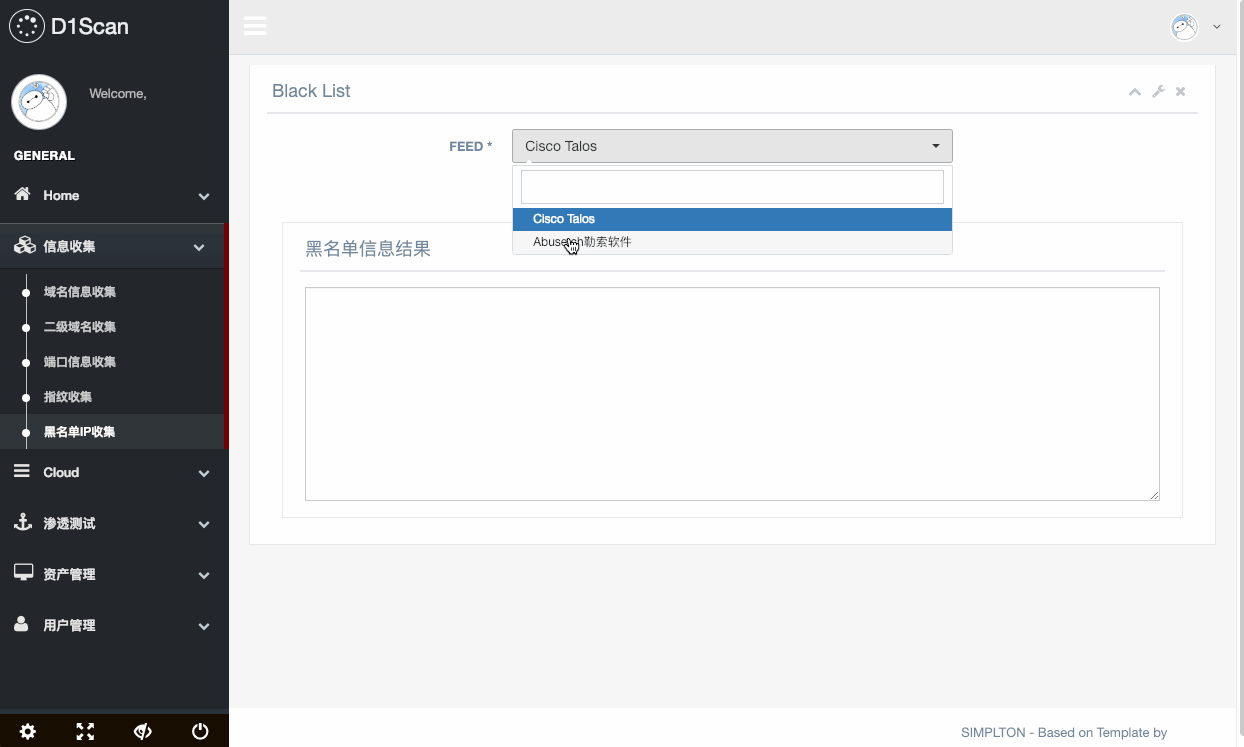 D1Scan
Welcome,
GENERAL
Home
信息收集
域名信息收集
二级域名收集
端口信息收集
指纹收集
黑名单IP收集
Cloud
渗透测试
资产管理
用户管理
Black List
FEED *
Cisco Talos
Cisco Talos
勒索软件
黑名单信息结果
SIMPLTON - Based on Template by